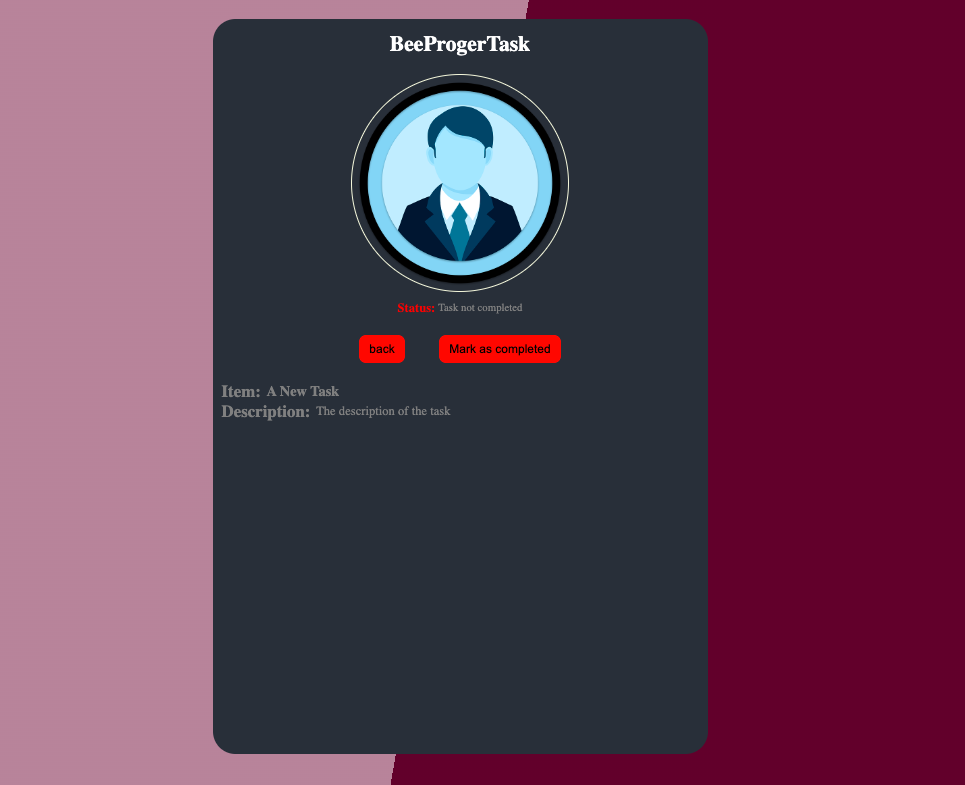 BeeProgerTask
Status: Task not completed
back Mark as completed
Item: A New Task
Description: The description of the task